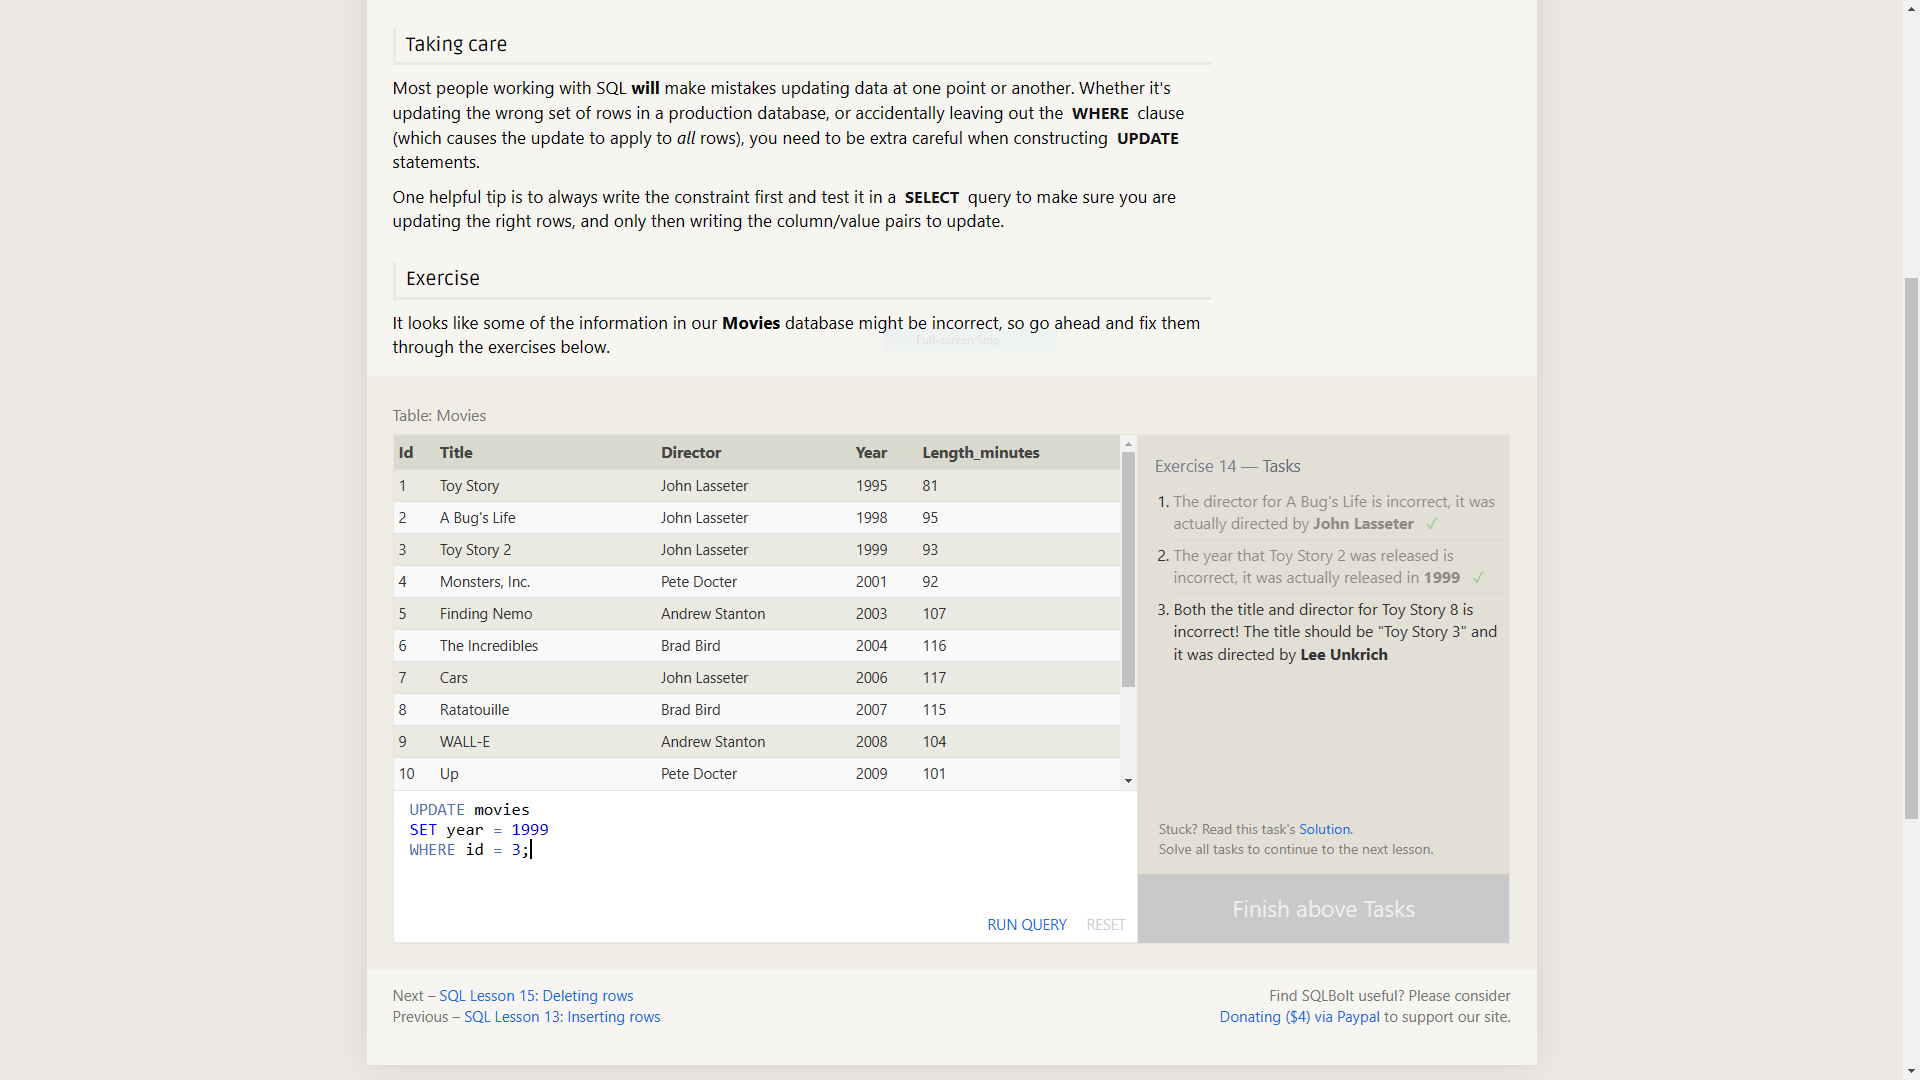 Taking care
Most people working with SQL will make mistakes updating data at one point or another. Whether it's
updating the wrong set of rows in a production database, or accidentally leaving out the WHERE clause
(which causes the update to apply to all rows), you need to be extra careful when constructing UPDATE
statements.
One helpful tip is to always write the constraint first and test it in a SELECT query to make sure you are
updating the right rows, and only then writing the column/value pairs to update.
Exercise
It looks like some of the information in our Movies database might be incorrect, so go ahead and fix them
through the exercises below.
Full-screen Snip
Table: Movies
Id Title Director Year Length_minutes
1 Toy Story John Lasseter 1995 81
2 A Bug's Life John Lasseter 1998 95
3 Toy Story 2 John Lasseter 1999 93
4 Monsters, Inc. Pete Docter 2001 92
5 Finding Nemo Andrew Stanton 2003 107
6 The Incredibles Brad Bird 2004 116
7 Cars John Lasseter 2006 117
8 Ratatouille Brad Bird 2007 115
9 WALL-E Andrew Stanton 2008 104
10 Up Pete Docter 2009 101
UPDATE movies
SET year = 1999
WHERE id = 3;
RUN QUERY RESET
Exercise 14 — Tasks
1. The director for A Bug's Life is incorrect, it was
actually directed by John Lasseter ✓
2. The year that Toy Story 2 was released is
incorrect, it was actually released in 1999 ✓
3. Both the title and director for Toy Story 8 is
incorrect! The title should be "Toy Story 3" and
it was directed by Lee Unkrich
Stuck? Read this task's Solution.
Solve all tasks to continue to the next lesson.
Finish above Tasks
Next – SQL Lesson 15: Deleting rows
Previous – SQL Lesson 13: Inserting rows
Find SQLBolt useful? Please consider
Donating ($4) via Paypal to support our site.